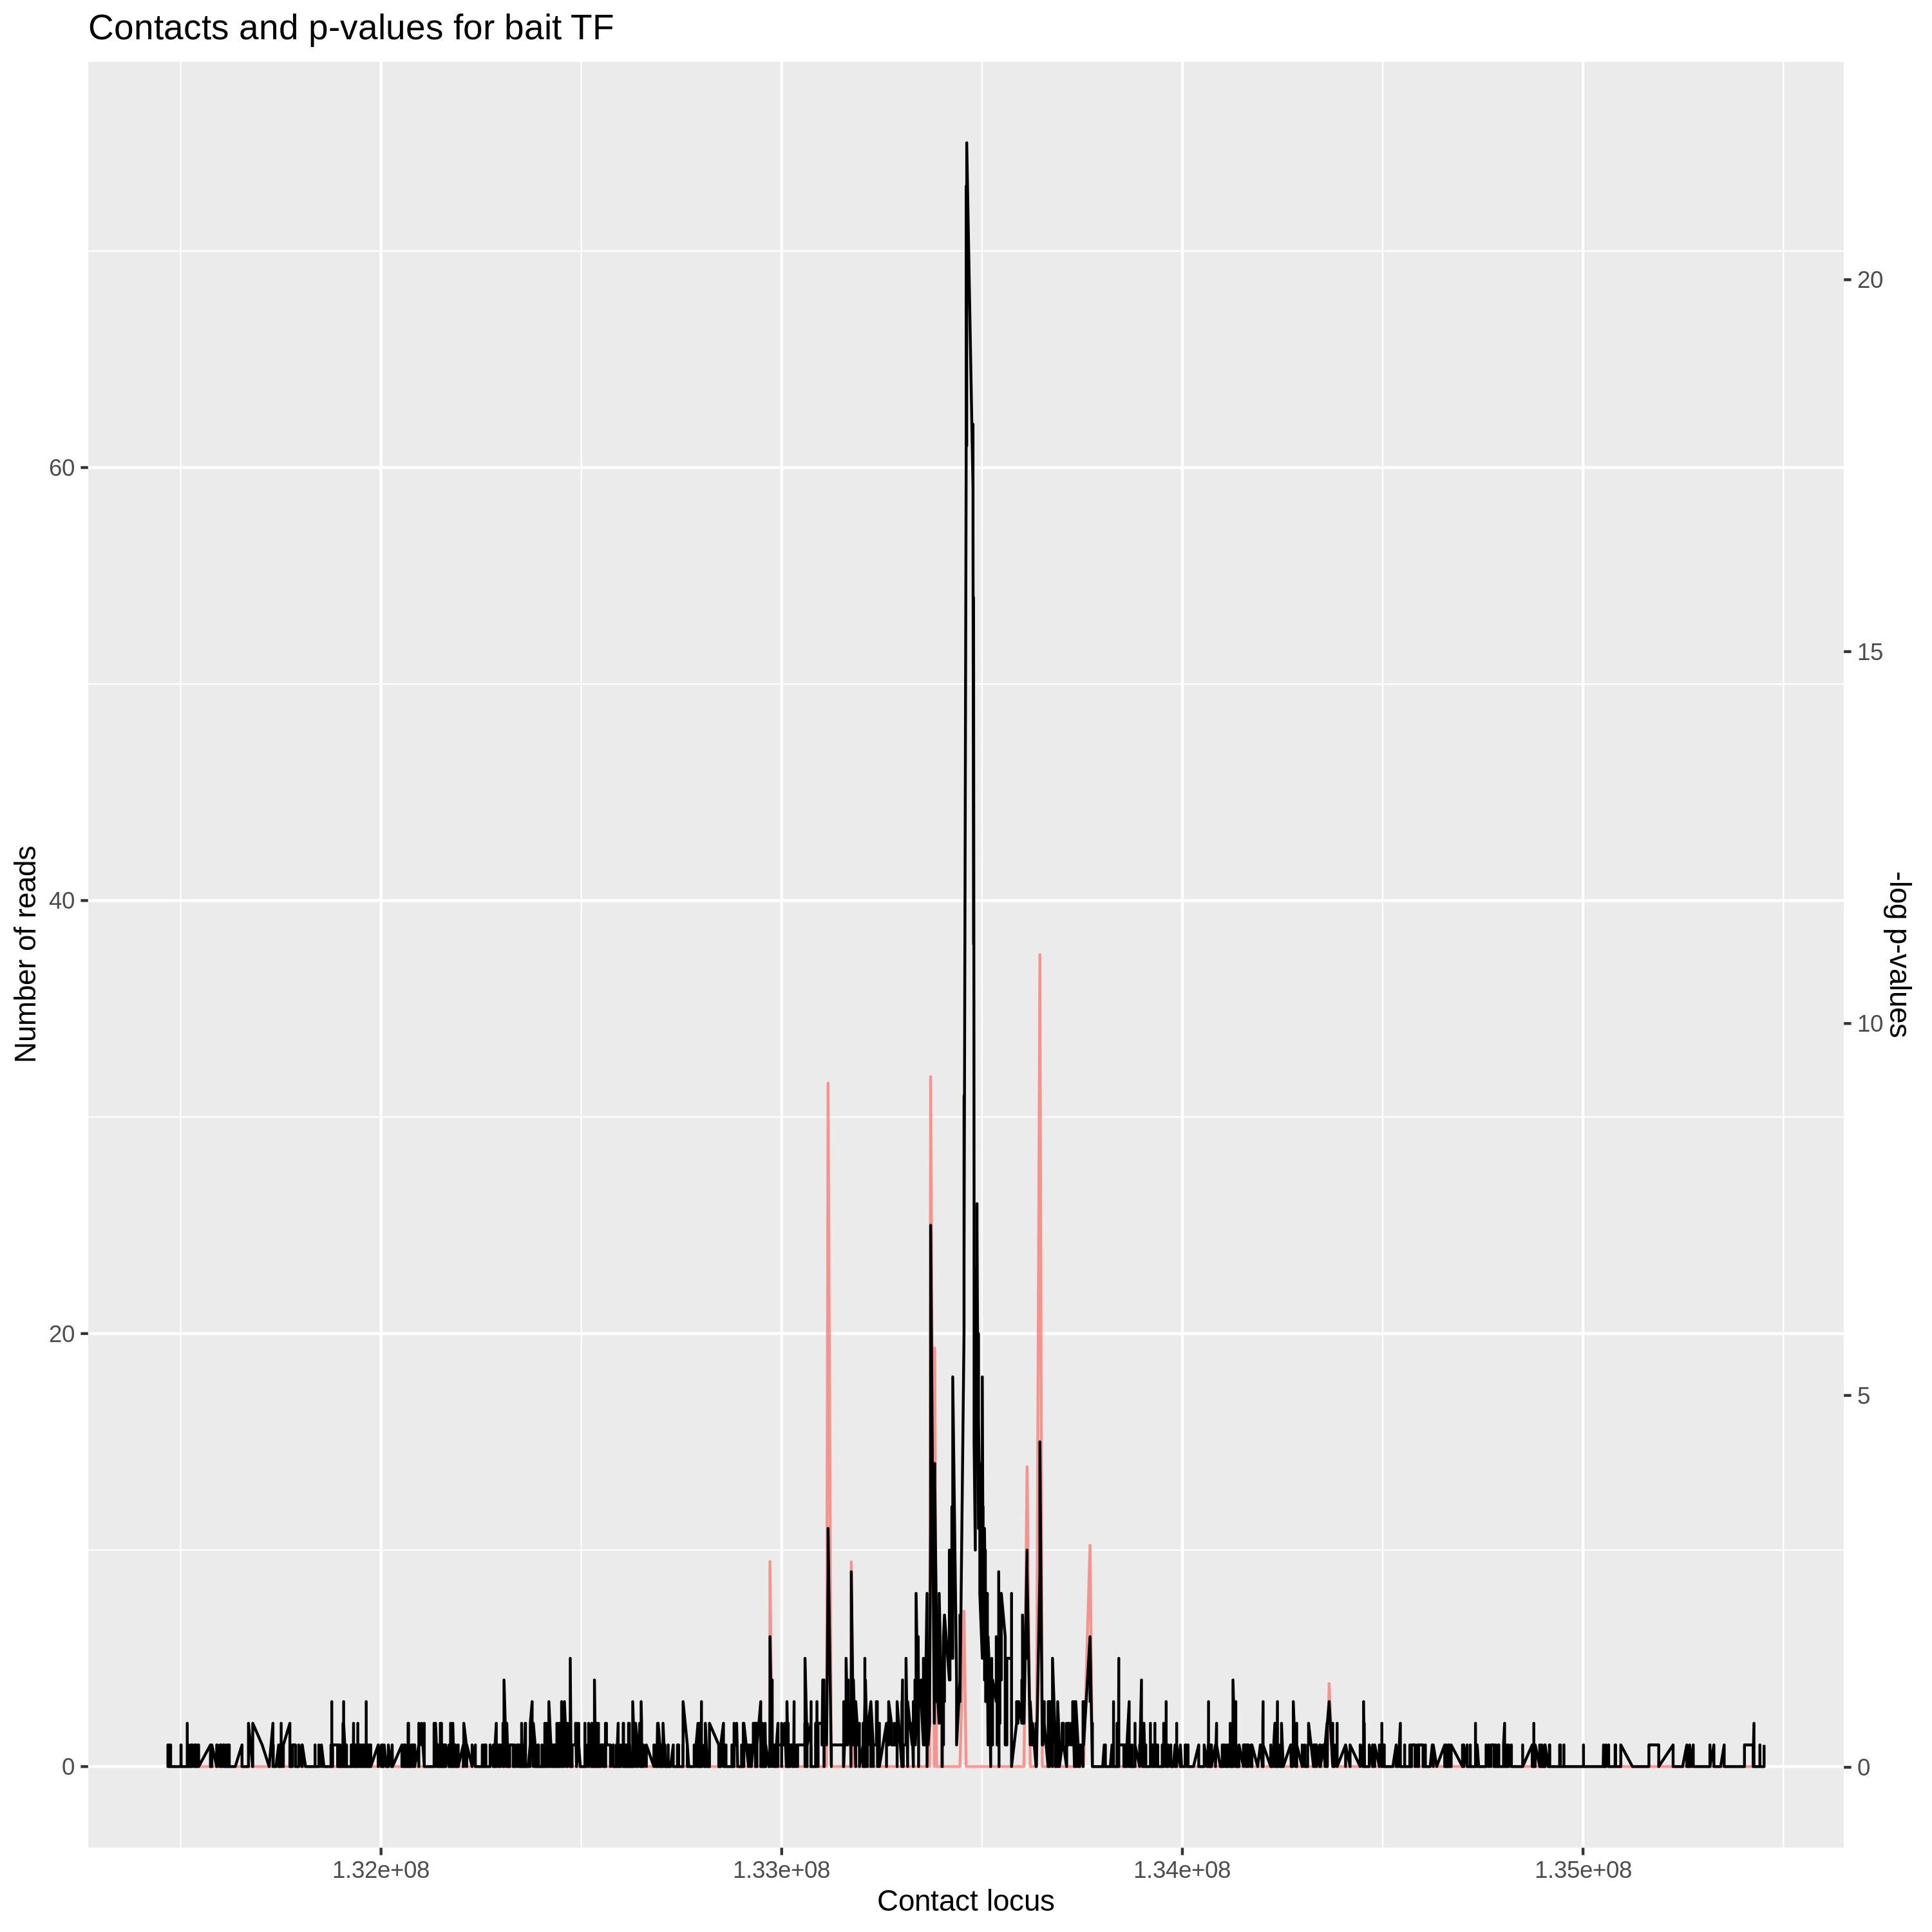 Contacts and p-values for bait TF
Number of reads
60
40
20
0
20
15
10
5
0
-log p-values
1.32e+08
1.33e+08
1.34e+08
1.35e+08
Contact locus